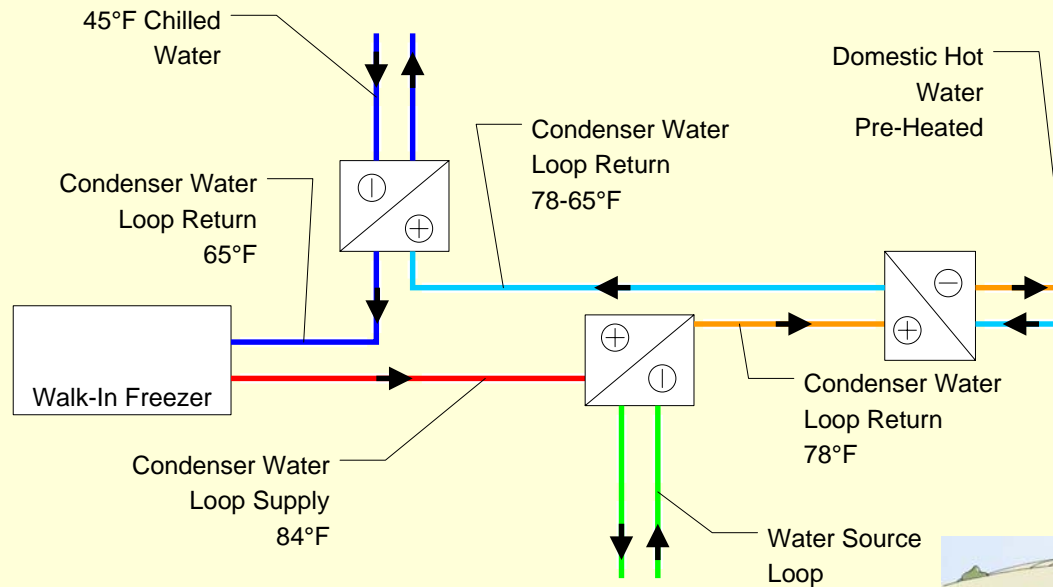 45°F Chilled
Water
Domestic Hot
Water
Pre-Heated
Condenser Water
Loop Return
78-65°F
Condenser Water
Loop Return
65°F
Walk-In Freezer
Condenser Water
Loop Return
78°F
Condenser Water
Loop Supply
84°F
Water Source
Loop